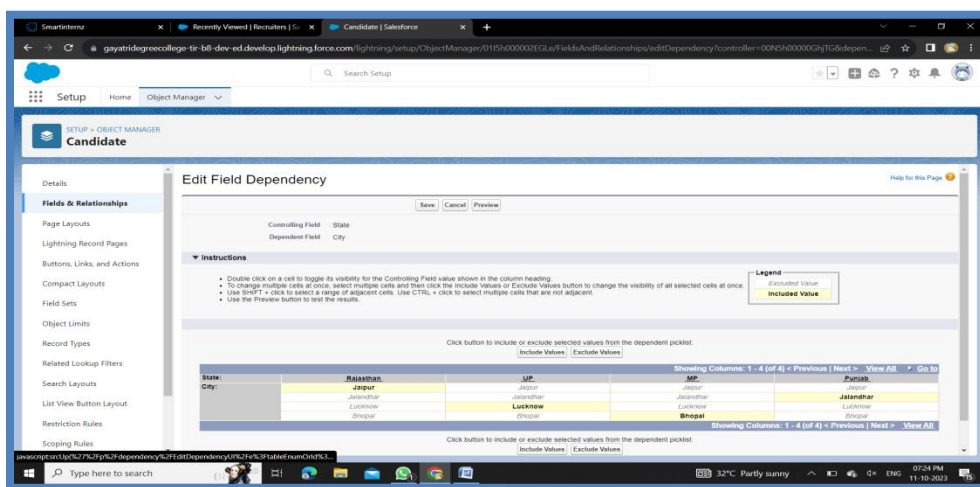 Smartinternz
Recently Viewed | Recruiters | Sa
Candidate | Salesforce
gayatridegreecollege-tir-b8-dev-ed.develop.lightning.force.com/lightning/setup/ObjectManager/01I5h000002EGLe/FieldsAndRelationships/editDependency?controller=00N5h00000GhjTG&depen...
Search Setup
Setup Home Object Manager
SETUP > OBJECT MANAGER
Candidate
Details
Fields & Relationships
Page Layouts
Lightning Record Pages
Buttons, Links, and Actions
Compact Layouts
Field Sets
Object Limits
Record Types
Related Lookup Filters
Search Layouts
List View Button Layout
Restriction Rules
Scoping Rules
Edit Field Dependency
Help for this Page
Save Cancel Preview
Controlling Field State
Dependent Field City
Instructions
• Double click on a cell to toggle its visibility for the Controlling Field value shown in the column heading.
• To change multiple cells at once, select multiple cells and then click the Include Values or Exclude Values button to change the visibility of all selected cells at once.
• Use SHIFT + click to select a range of adjacent cells. Use CTRL + click to select multiple cells that are not adjacent.
• Use the Preview button to test the results.
Legend
Excluded Value
Included Value
Click button to include or exclude selected values from the dependent picklist:
Include Values Exclude Values
Showing Columns: 1 - 4 (of 4) < Previous | Next > View All Go to
State: Rajasthan UP MP Punjab
City: Jaipur Jaipur Jaipur Jaipur
Jalandhar Jalandhar Jalandhar Jalandhar
Lucknow Lucknow Lucknow Lucknow
Bhopal Bhopal Bhopal Bhopal
Showing Columns: 1 - 4 (of 4) < Previous | Next > View All
Click button to include or exclude selected values from the dependent picklist:
Include Values Exclude Values
Type here to search
32°C Partly sunny
ENG
07:24 PM
11-10-2023